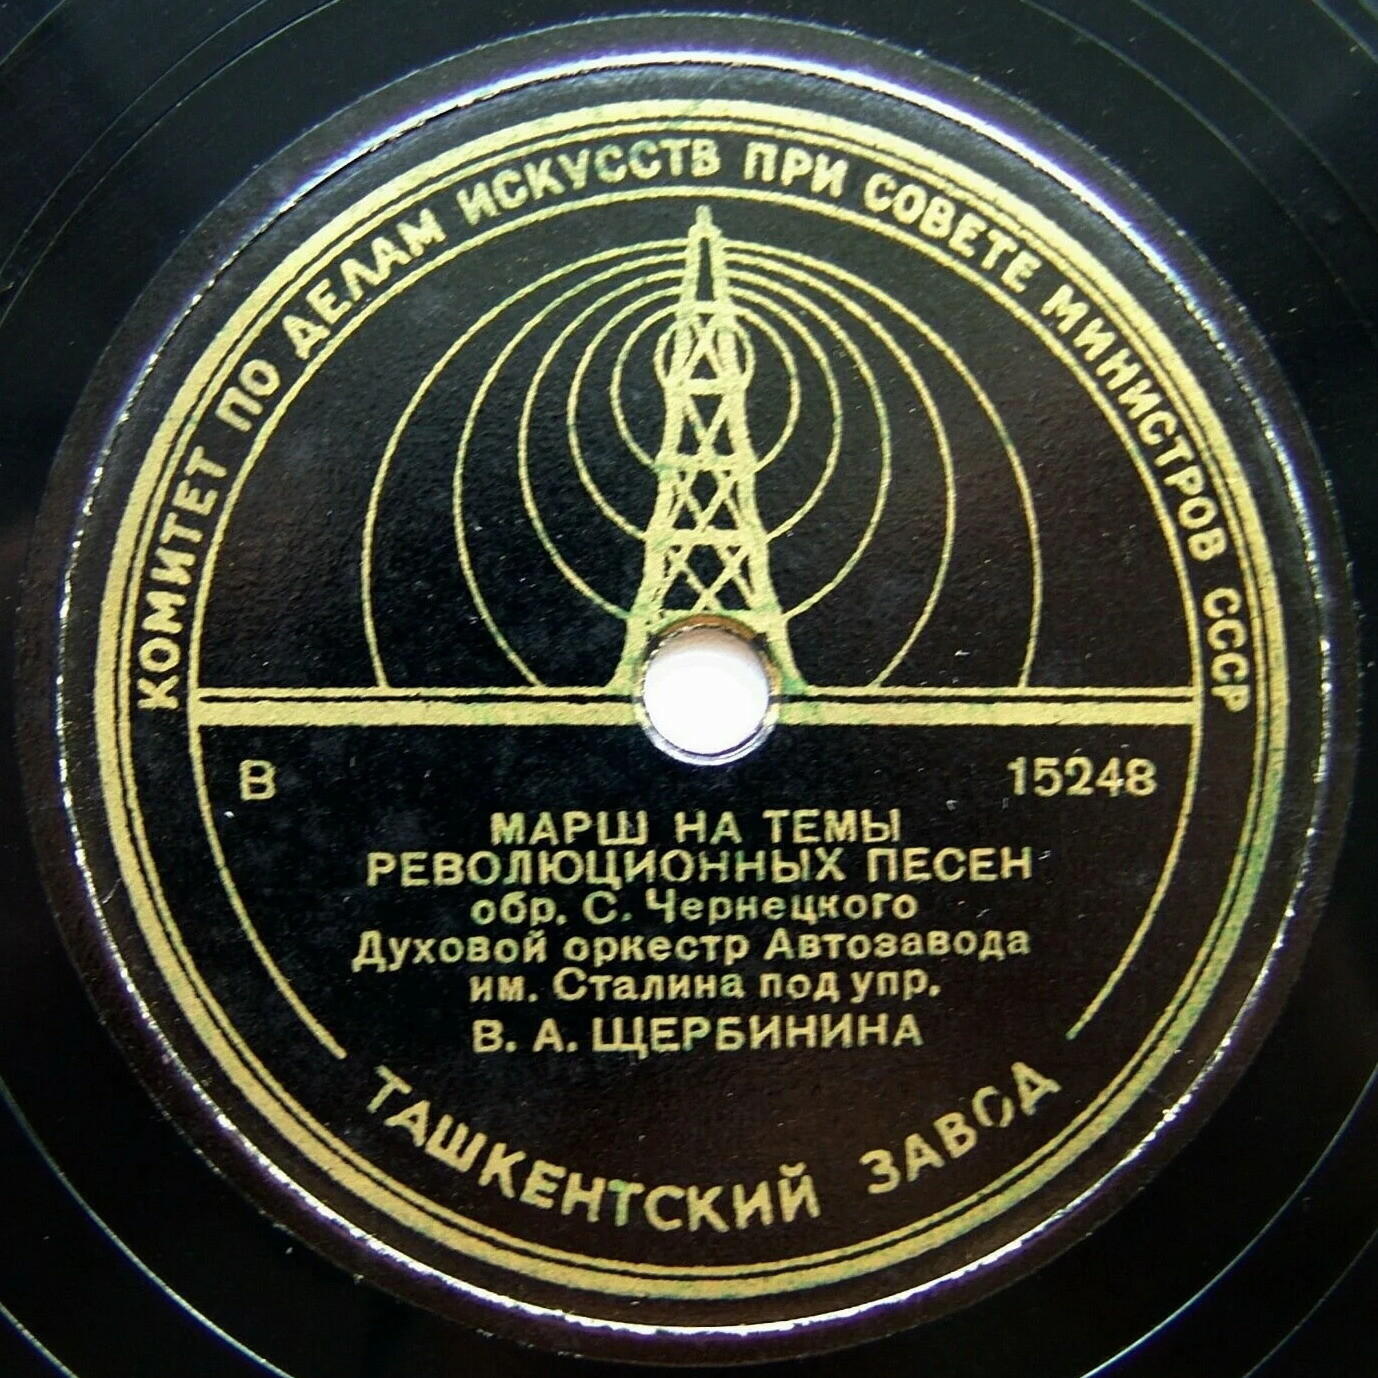 КОМИТЕТ ПО ДЕЛАМ ИСКУССТВ ПРИ СОВЕТЕ МИНИСТРОВ СССР
В 15248
МАРШ НА ТЕМЫ
РЕВОЛЮЦИОННЫХ ПЕСЕН
обр. С. Чернецкого
Духовой оркестр Автозавода
им. Сталина под упр.
В. А. ЩЕРБИНИНА
ТАШКЕНТСКИЙ ЗАВОД